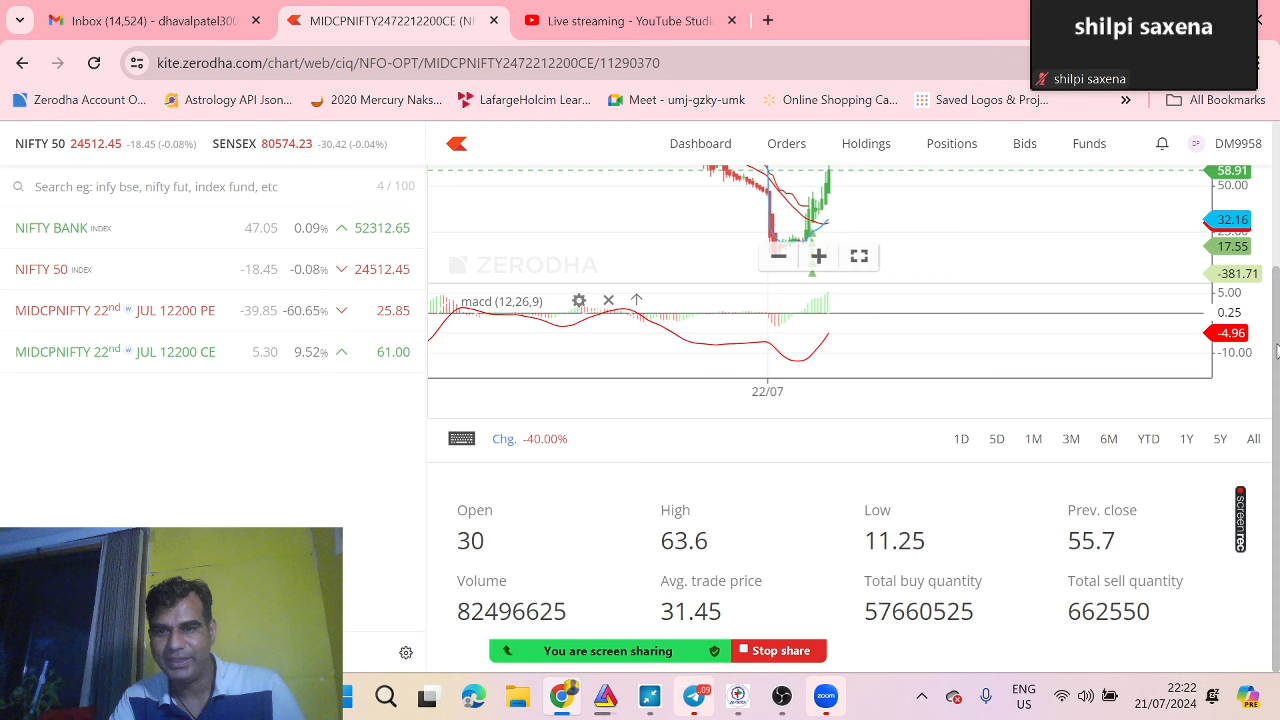 Inbox (14,524) - dhavalpatel300
MIDCPNIFTY2472212200CE (NF
Live streaming - YouTube Studi
shilpi saxena
shilpi saxena
kite.zerodha.com/chart/web/ciq/NFO-OPT/MIDCPNIFTY2472212200CE/11290370
Zerodha Account O...
Astrology API Json...
2020 Mercury Naks...
LafargeHolcim Lear...
Meet - umj-gzky-umk
Online Shopping Ca...
Saved Logos & Proj...
All Bookmarks
NIFTY 50 24512.45 -18.45 (-0.08%) SENSEX 80574.23 -30.42 (-0.04%)
Dashboard Orders Holdings Positions Bids Funds DM9958
Search eg: infy bse, nifty fut, index fund, etc 4 / 100
NIFTY BANK INDEX 47.05 0.09% 52312.65
NIFTY 50 INDEX -18.45 -0.08% 24512.45
MIDCPNIFTY 22nd w JUL 12200 PE -39.85 -60.65% 25.85
MIDCPNIFTY 22nd w JUL 12200 CE 5.30 9.52% 61.00
58.91
50.00
32.16
25.00
17.55
-381.71
ZERODHA
macd (12,26,9)
5.00
0.25
-4.96
-10.00
22/07
Chg. -40.00%
1D 5D 1M 3M 6M YTD 1Y 5Y All
Open High Low Prev. close
30 63.6 11.25 55.7
Volume Avg. trade price Total buy quantity Total sell quantity
82496625 31.45 57660525 662550
screenrec
You are screen sharing Stop share
.09
zoom
ENG
US
22:22
21/07/2024
PRE